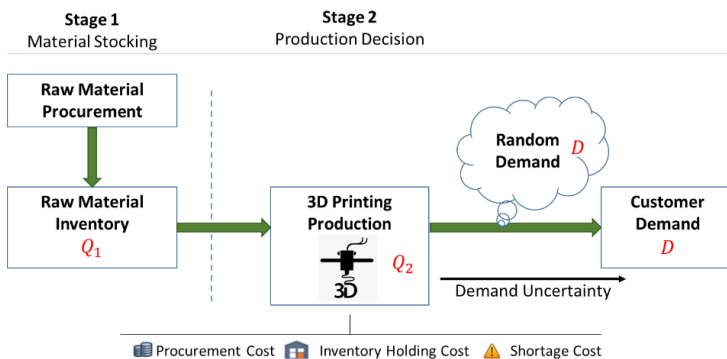 Stage 1
Material Stocking
Stage 2
Production Decision
Raw Material
Procurement
Random
Demand D
Raw Material
Inventory
Q₁
3D Printing
Production
Q₂
3D
Customer
Demand
D
Demand Uncertainty
Procurement Cost Inventory Holding Cost Shortage Cost